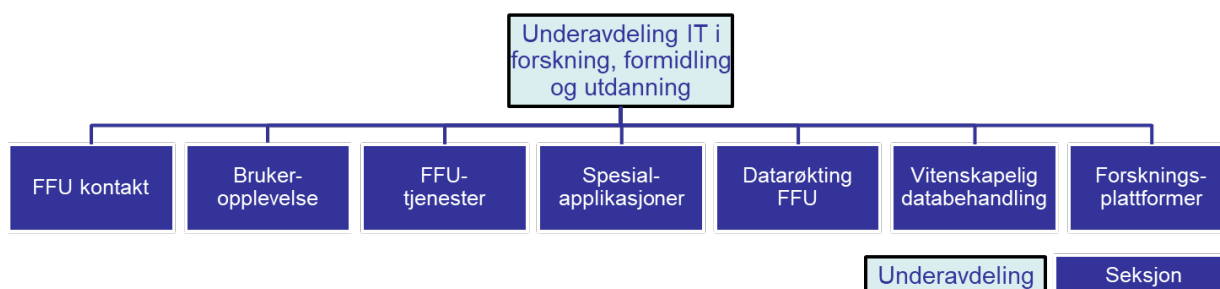 Underavdeling IT i
forskning, formidling
og utdanning
FFU kontakt
Bruker-
opplevelse
FFU-
tjenester
Spesial-
applikasjoner
Datarøkting
FFU
Vitenskapelig
databehandling
Forsknings-
plattformer
Underavdeling
Seksjon